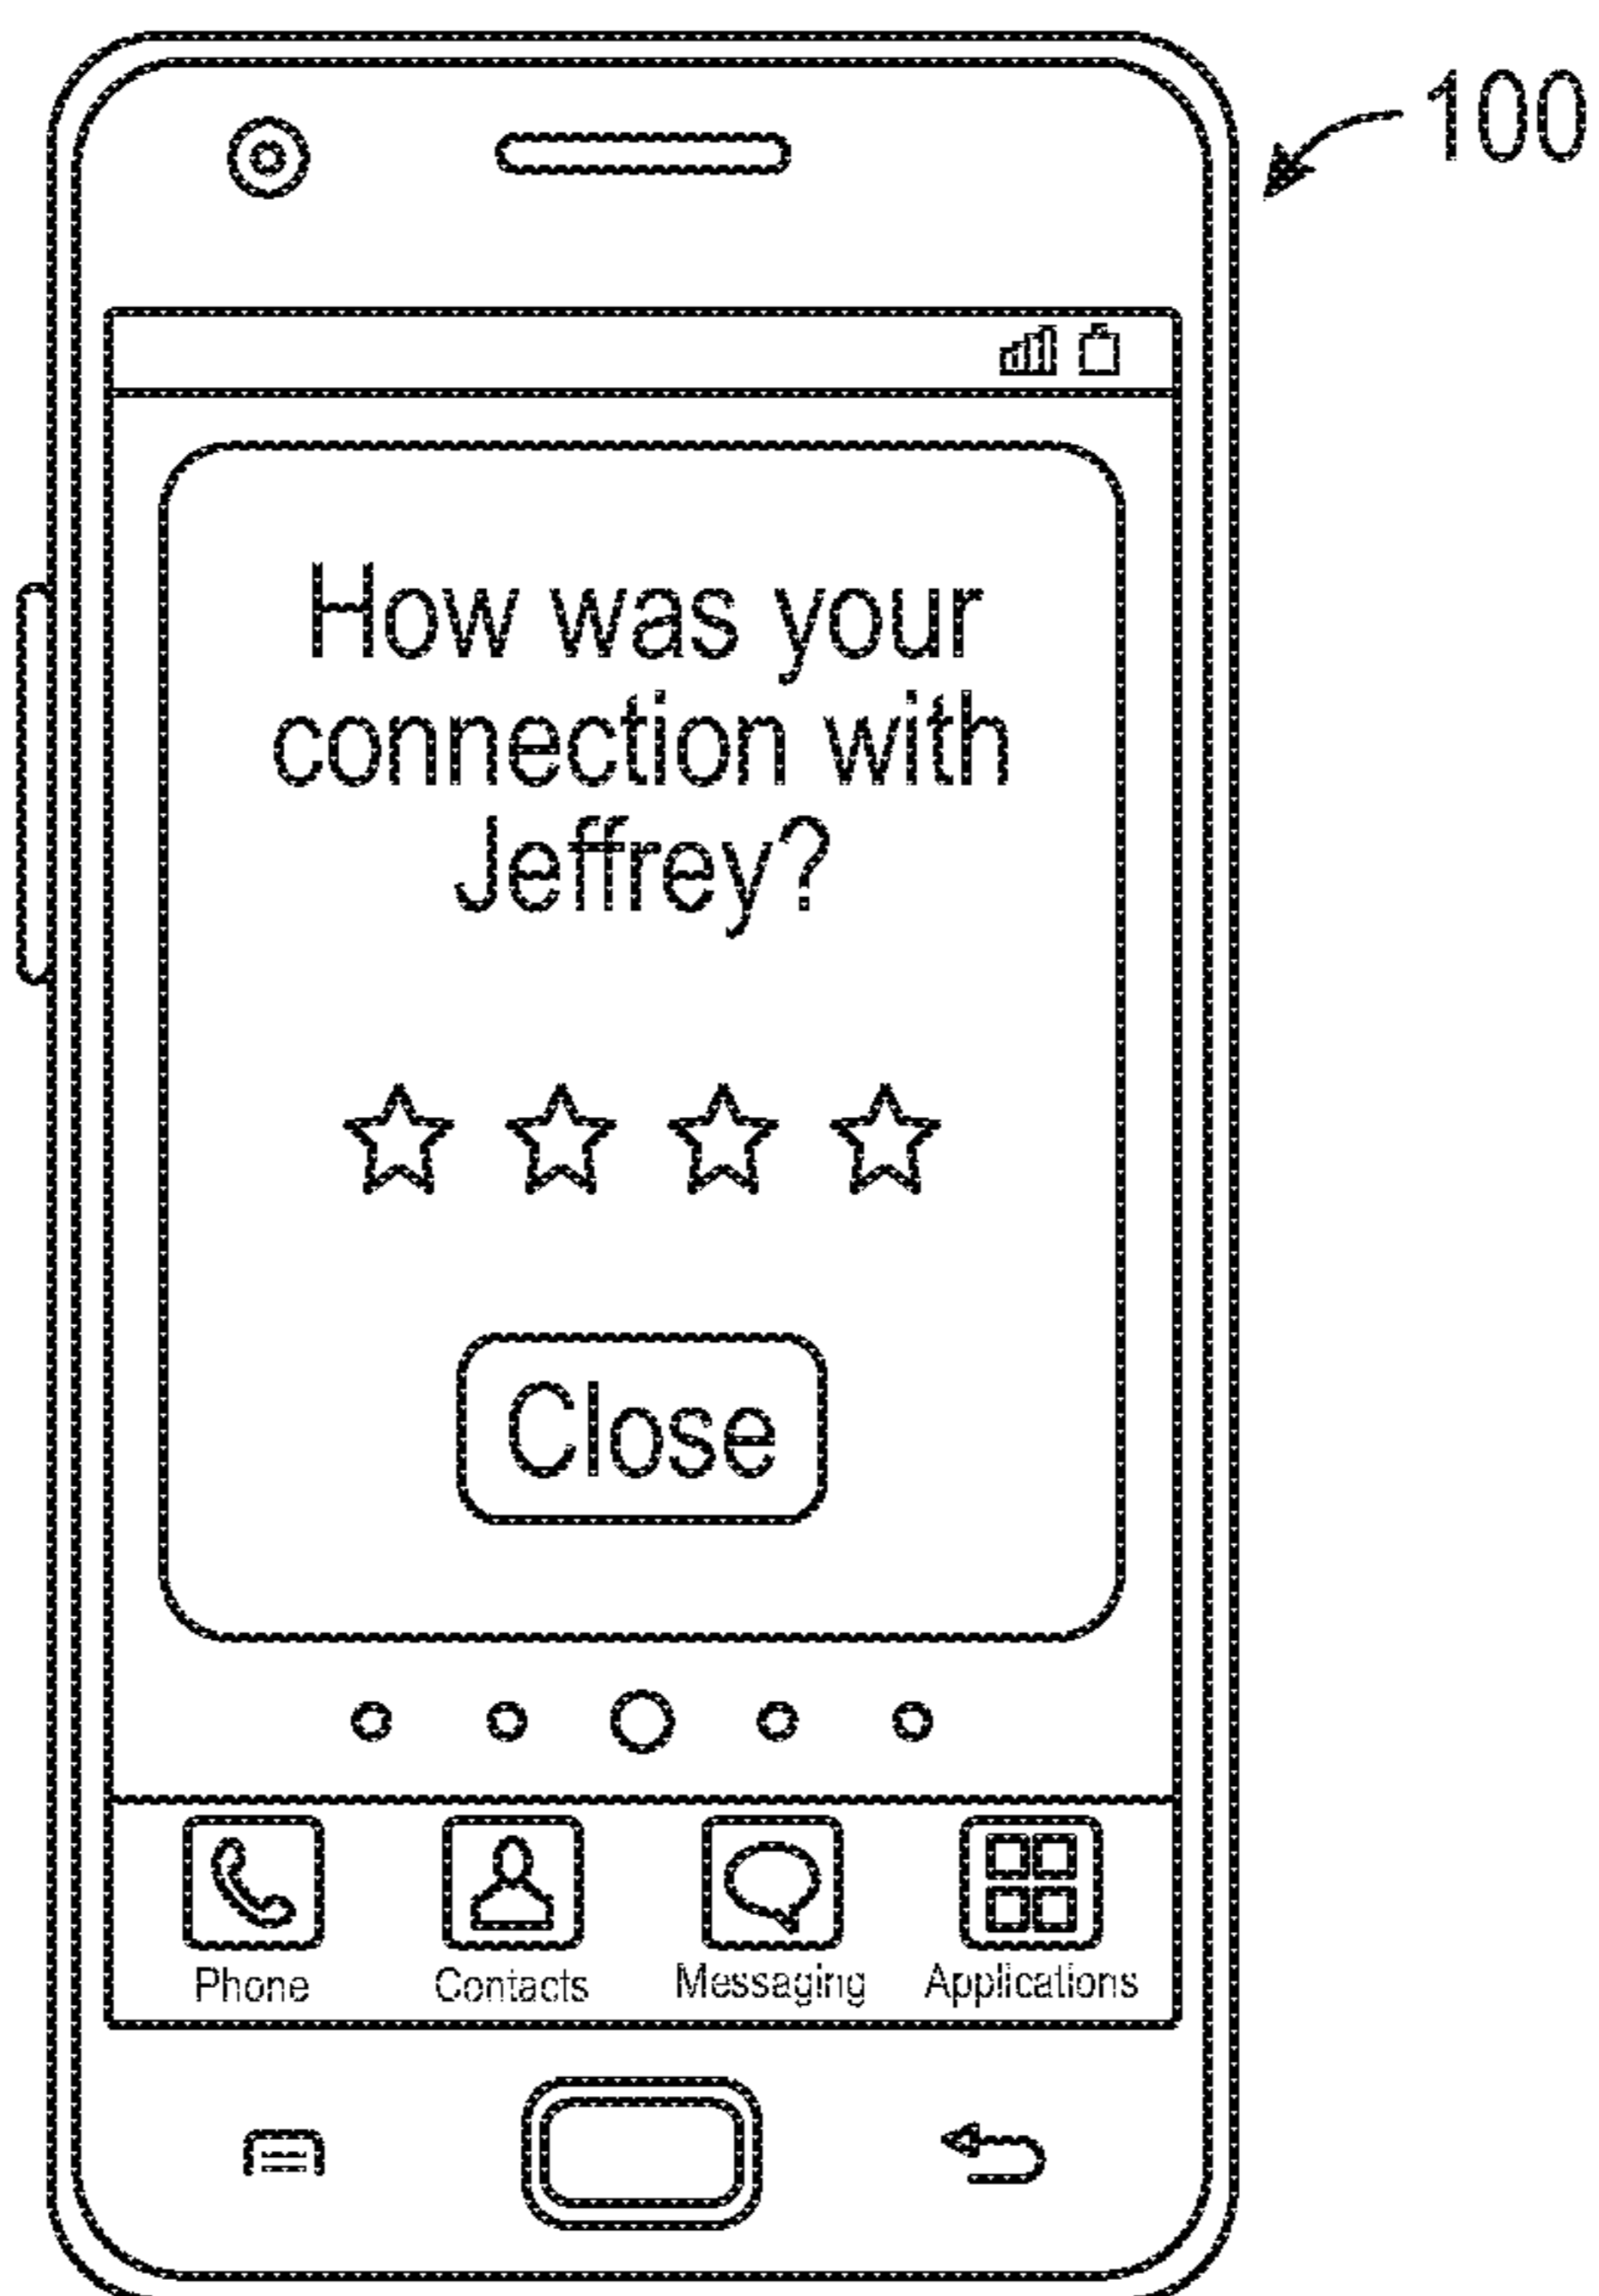 100
How was your
connection with
Jeffrey?
Close
Phone Contacts Messaging Applications